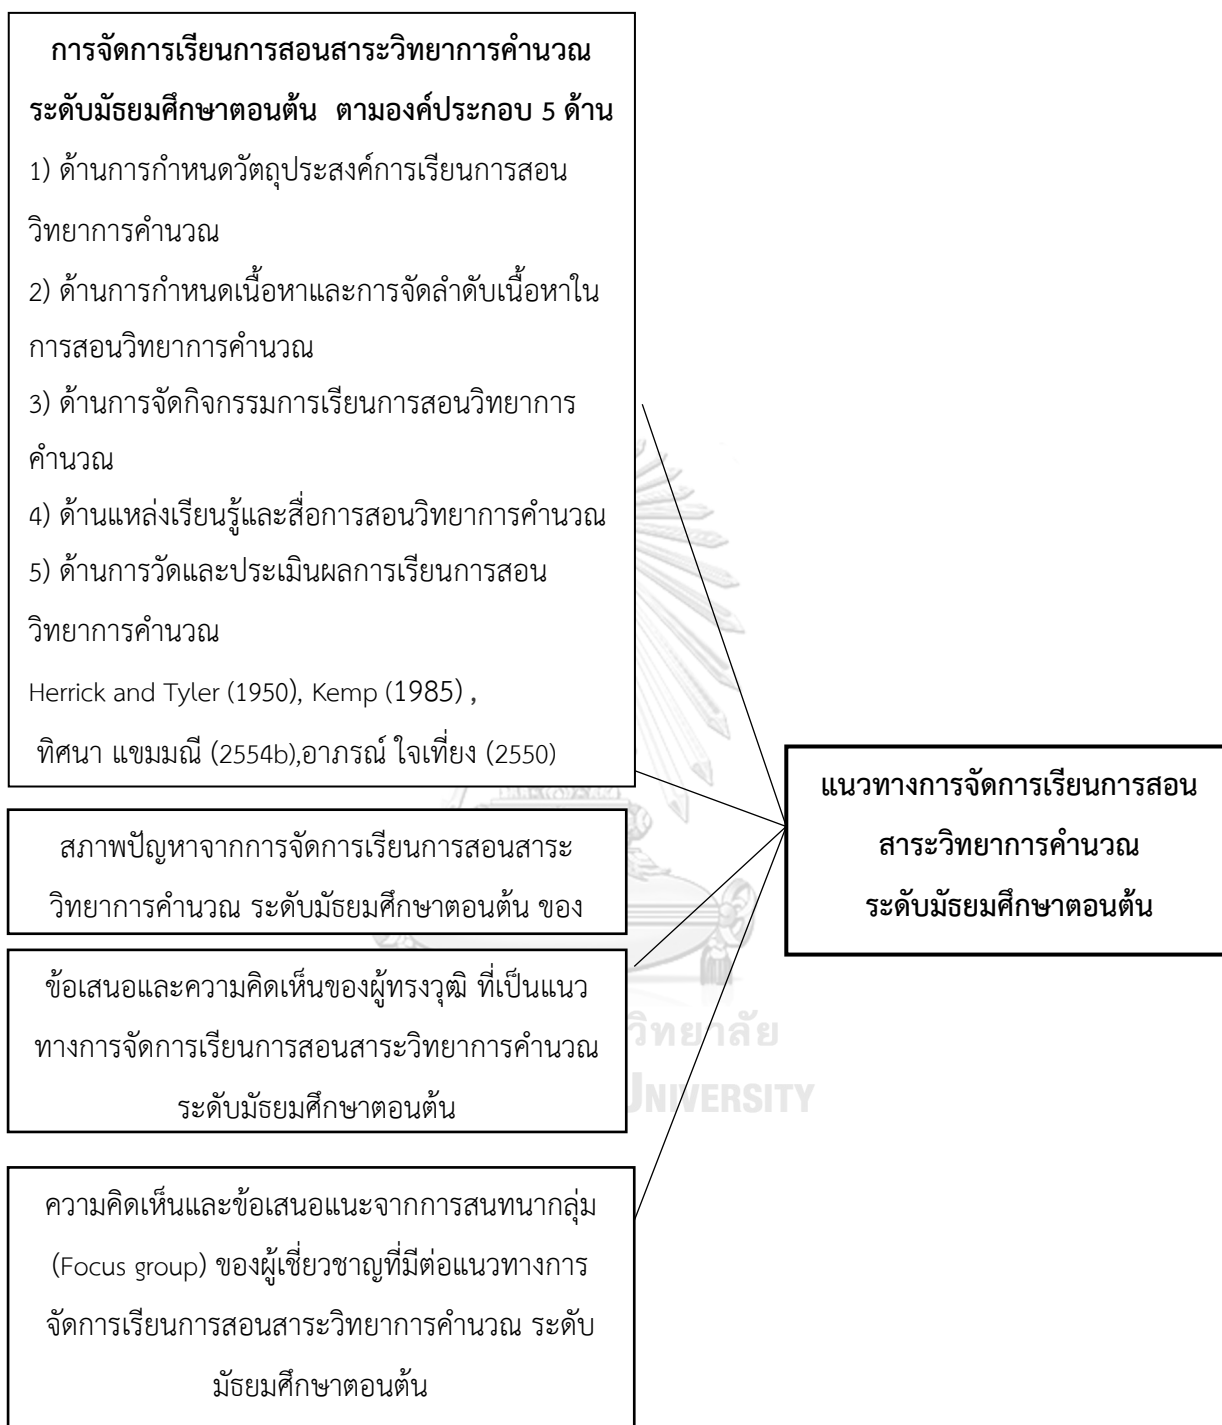 การจัดการเรียนการสอนสาระวิทยาการคำนวณ
ระดับมัธยมศึกษาตอนต้น ตามองค์ประกอบ 5 ด้าน
1) ด้านการกำหนดวัตถุประสงค์การเรียนการสอน
วิทยาการคำนวณ
2) ด้านการกำหนดเนื้อหาและการจัดลำดับเนื้อหาใน
การสอนวิทยาการคำนวณ
3) ด้านการจัดกิจกรรมการเรียนการสอนวิทยาการ
คำนวณ
4) ด้านแหล่งเรียนรู้และสื่อการสอนวิทยาการคำนวณ
5) ด้านการวัดและประเมินผลการเรียนการสอน
วิทยาการคำนวณ
Herrick and Tyler (1950), Kemp (1985) ,
ทิศนา แขมมณี (2554b),อาภรณ์ ใจเที่ยง (2550)
สภาพปัญหาจากการจัดการเรียนการสอนสาระ
วิทยาการคำนวณ ระดับมัธยมศึกษาตอนต้น ของ
ข้อเสนอและความคิดเห็นของผู้ทรงวุฒิ ที่เป็นแนว
ทางการจัดการเรียนการสอนสาระวิทยาการคำนวณ
ระดับมัธยมศึกษาตอนต้น
ความคิดเห็นและข้อเสนอแนะจากการสนทนากลุ่ม
(Focus group) ของผู้เชี่ยวชาญที่มีต่อแนวทางการ
จัดการเรียนการสอนสาระวิทยาการคำนวณ ระดับ
มัธยมศึกษาตอนต้น
แนวทางการจัดการเรียนการสอน
สาระวิทยาการคำนวณ
ระดับมัธยมศึกษาตอนต้น
วิทยาลัย
UNIVERSITY